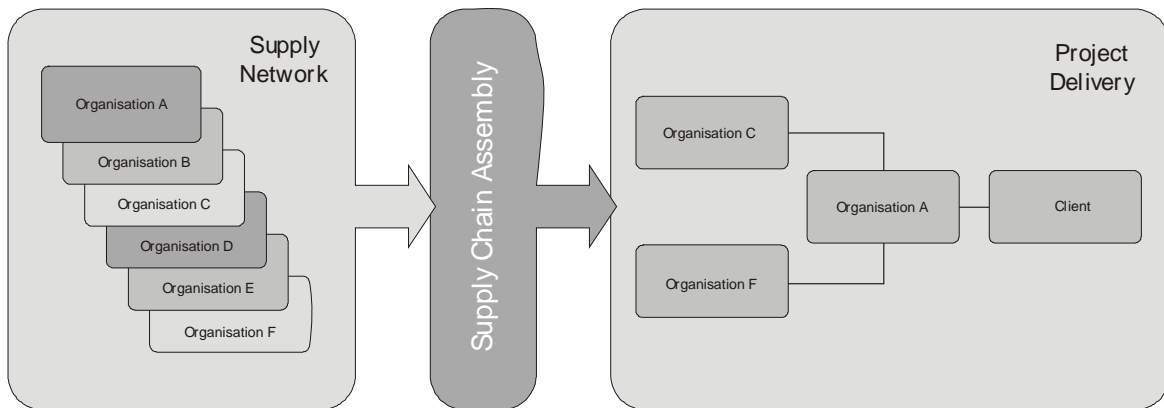 Supply
Network
Organisation A
Organisation B
Organisation C
Organisation D
Organisation E
Organisation F
Supply Chain Assembly
Project
Delivery
Organisation C
Organisation A
Client
Organisation F